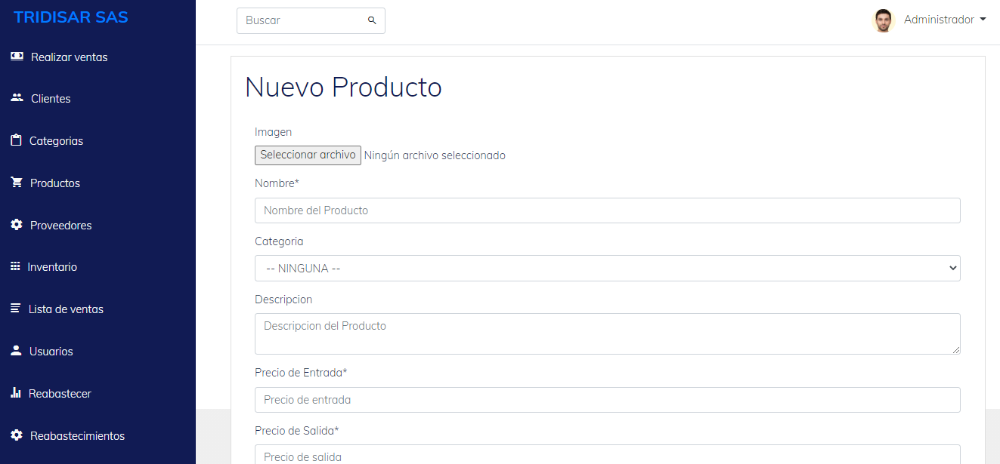 TRIDISAR SAS
Realizar ventas
Clientes
Categorias
Productos
Proveedores
Inventario
Lista de ventas
Usuarios
Reabastecer
Reabastecimientos
Buscar
Administrador
Nuevo Producto
Imagen
Seleccionar archivo Ningún archivo seleccionado
Nombre*
Nombre del Producto
Categoria
-- NINGUNA --
Descripcion
Descripcion del Producto
Precio de Entrada*
Precio de entrada
Precio de Salida*
Precio de salida